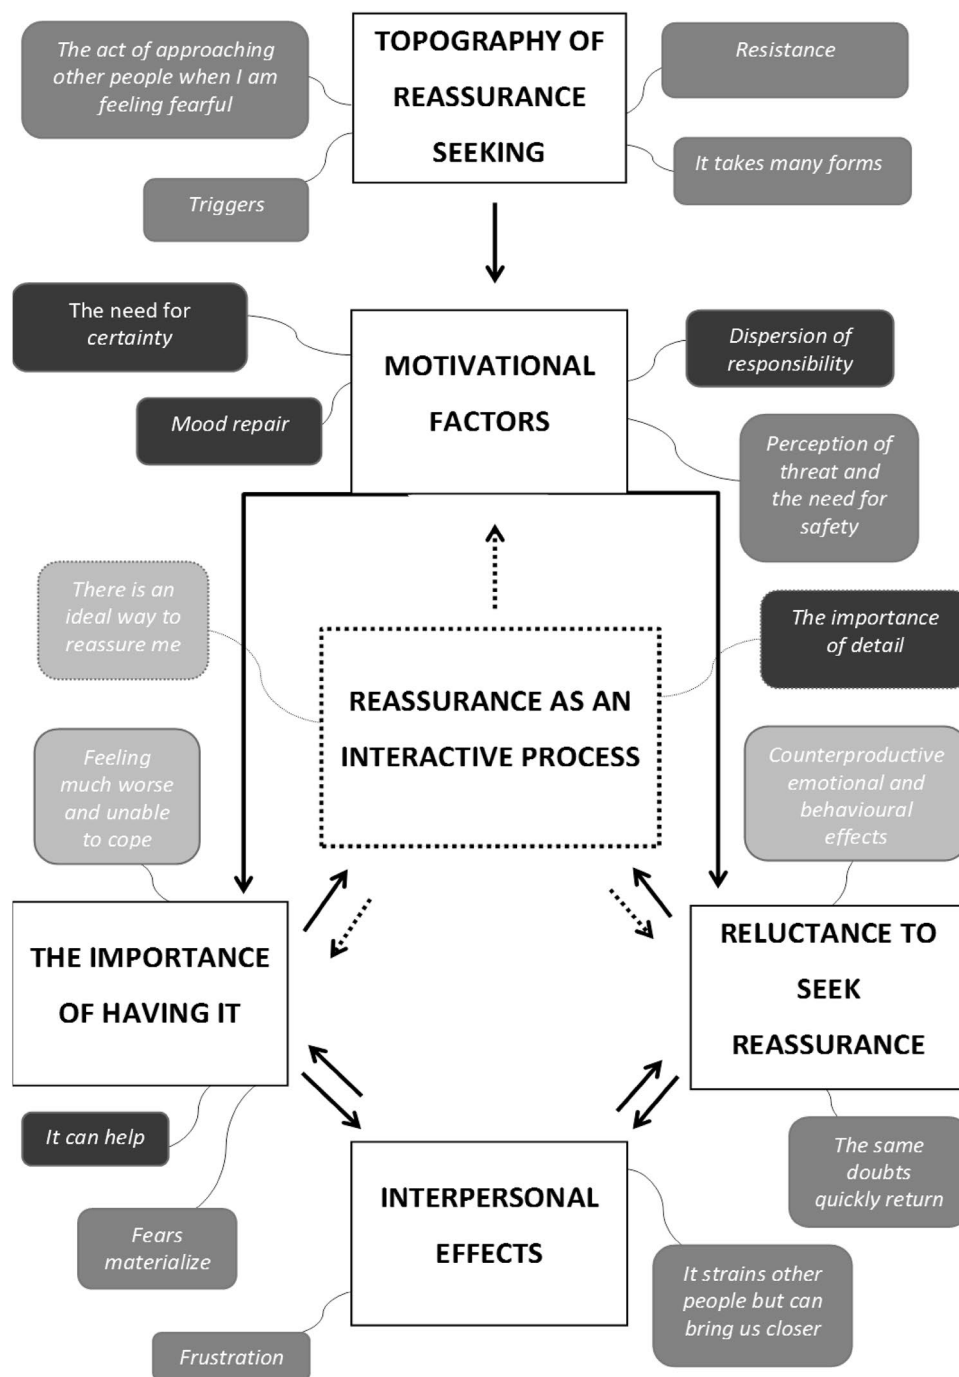 The act of approaching
other people when I am
feeling fearful
TOPOGRAPHY OF
REASSURANCE
SEEKING
Resistance
Triggers
It takes many forms
The need for
certainty
MOTIVATIONAL
FACTORS
Dispersion of
responsibility
Mood repair
Perception of
threat and
the need for
safety
There is an
ideal way to
reassure me
REASSURANCE AS AN
INTERACTIVE PROCESS
The importance
of detail
Feeling
much worse
and unable
to cope
Counterproductive
emotional and
behavioural
effects
THE IMPORTANCE
OF HAVING IT
RELUCTANCE TO
SEEK
REASSURANCE
It can help
Fears
materialize
INTERPERSONAL
EFFECTS
The same
doubts
quickly return
Frustration
It strains other
people but can
bring us closer